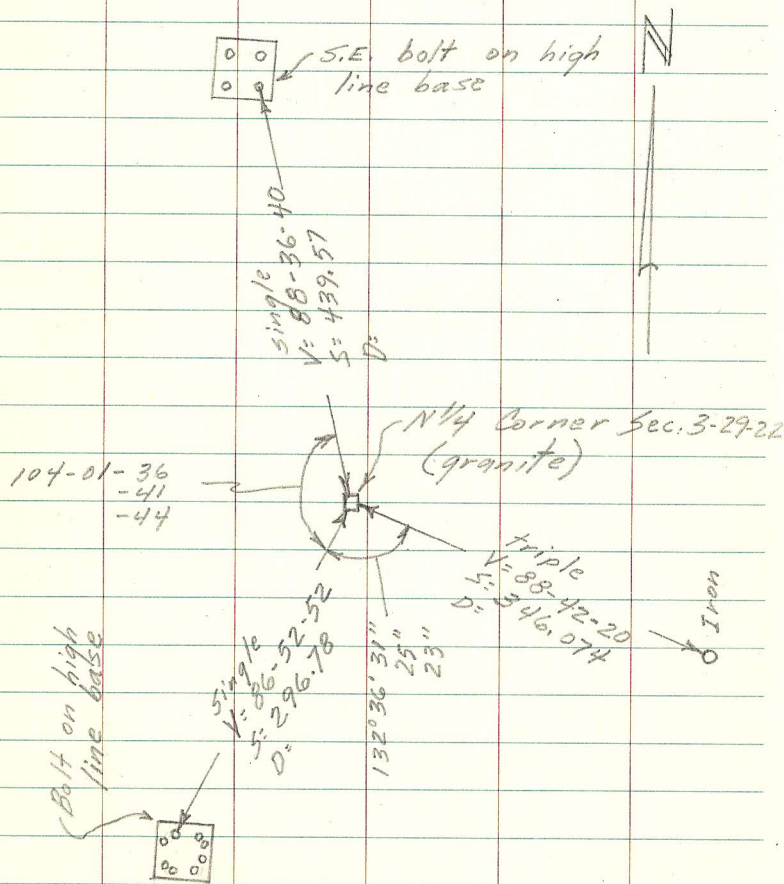 N
S.E. bolt on high
line base
single
V= 88-36-40
S= 439.57
D=
N 1/4 Corner Sec. 3-29-22
(granite)
104-01-36
-41
-44
triple
V= 88-42-20
S= 346.074
D=
Iron
132° 36' 31"
25"
23"
Single
V= 86-52-52
S= 296.78
D=
Bolt on high
line base